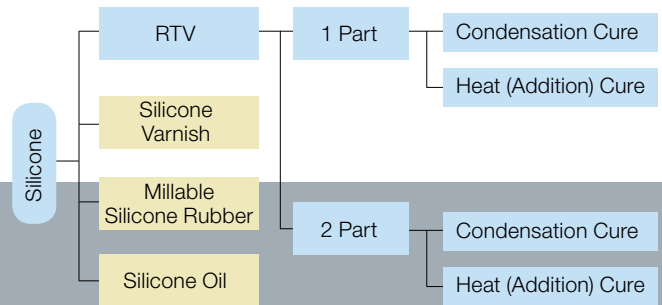 Silicone
RTV
1 Part
Condensation Cure
Heat (Addition) Cure
Silicone
Varnish
Millable
Silicone Rubber
2 Part
Condensation Cure
Heat (Addition) Cure
Silicone Oil